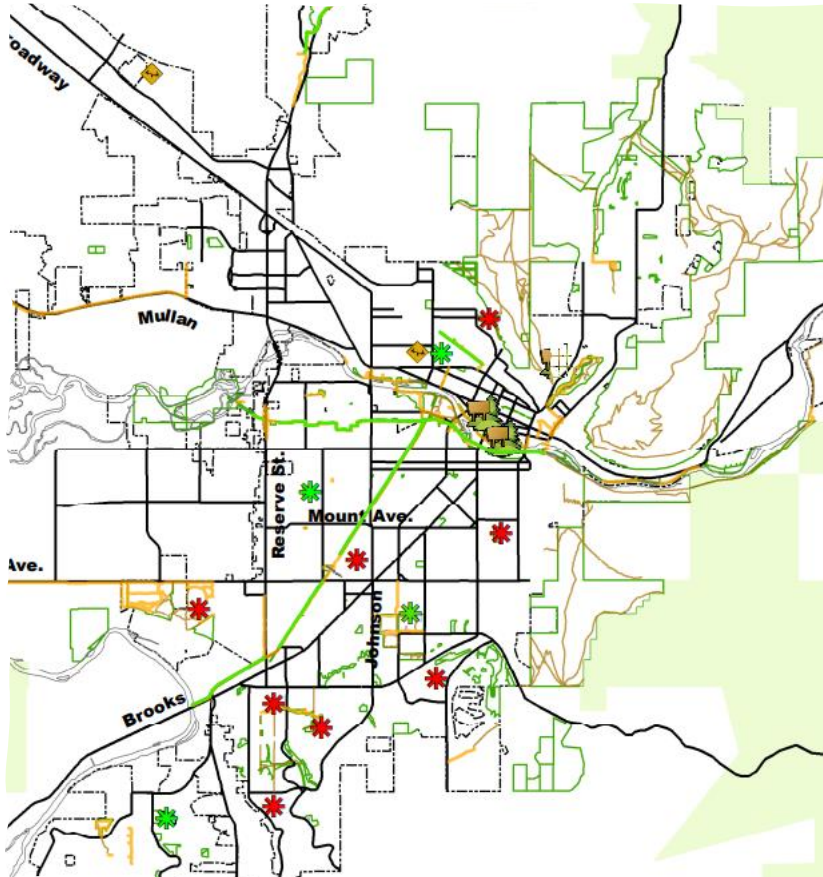 roadway
Mullan
Reserve St.
Mount Ave.
Ave.
Johnson
Brooks